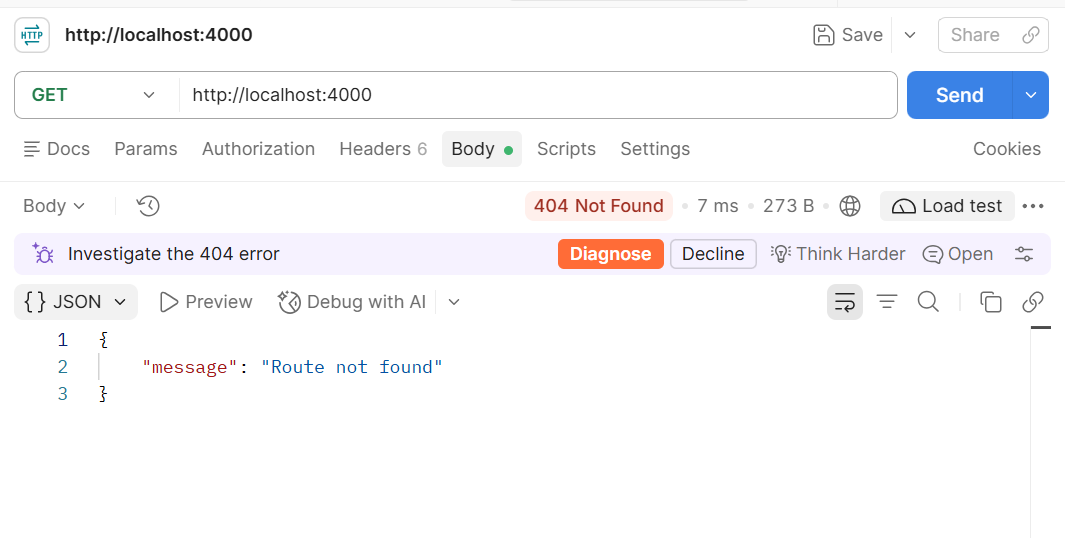 HTTP http://localhost:4000 Save Share
GET http://localhost:4000 Send
Docs Params Authorization Headers 6 Body Scripts Settings Cookies
Body 404 Not Found 7 ms 273 B Load test
Investigate the 404 error Diagnose Decline Think Harder Open
{} JSON Preview Debug with AI
1 {
2 "message": "Route not found"
3 }